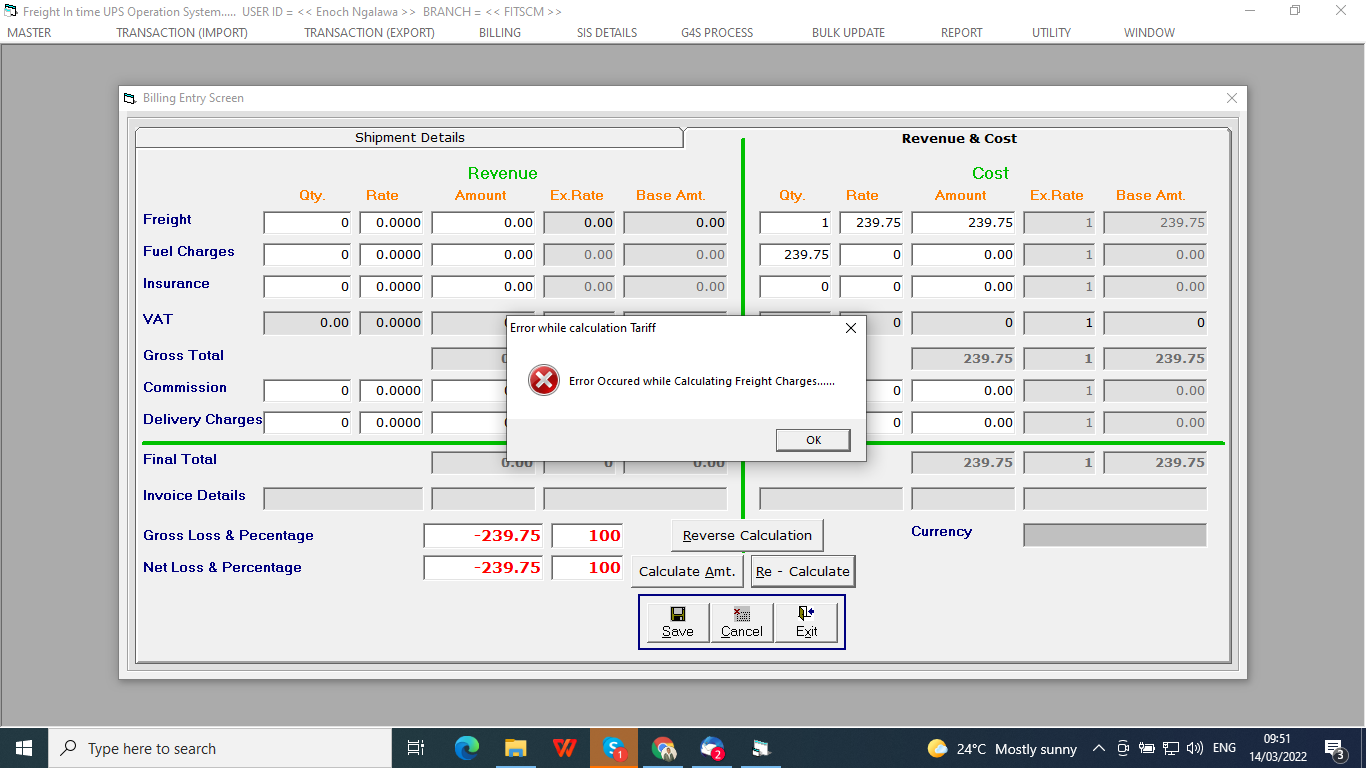 Freight In time UPS Operation System..... USER ID = << Enoch Ngalawa >> BRANCH = << FITSCM >>
MASTER TRANSACTION (IMPORT) TRANSACTION (EXPORT) BILLING SIS DETAILS G4S PROCESS BULK UPDATE REPORT UTILITY WINDOW
Billing Entry Screen
Shipment Details Revenue & Cost
Revenue Cost
Qty. Rate Amount Ex.Rate Base Amt. Qty. Rate Amount Ex.Rate Base Amt.
Freight 0 0.0000 0.00 0.00 0.00 1 239.75 239.75 1 239.75
Fuel Charges 0 0.0000 0.00 0.00 0.00 239.75 0 0.00 1 0.00
Insurance 0 0.0000 0.00 0.00 0.00 0 0 0.00 1 0.00
VAT 0.00 0.0000 0 0 1 0
Error while calculation Tariff
Gross Total 239.75 1 239.75
Error Occured while Calculating Freight Charges......
Commission 0 0.0000 0 0.00 1 0.00
Delivery Charges 0 0.0000 0 0.00 1 0.00
OK
Final Total 0.00 0 0.00 239.75 1 239.75
Invoice Details
Gross Loss & Pecentage -239.75 100 Reverse Calculation Currency
Net Loss & Percentage -239.75 100 Calculate Amt. Re - Calculate
Save Cancel Exit
Type here to search 1 2 24°C Mostly sunny ENG 09:51
14/03/2022 3